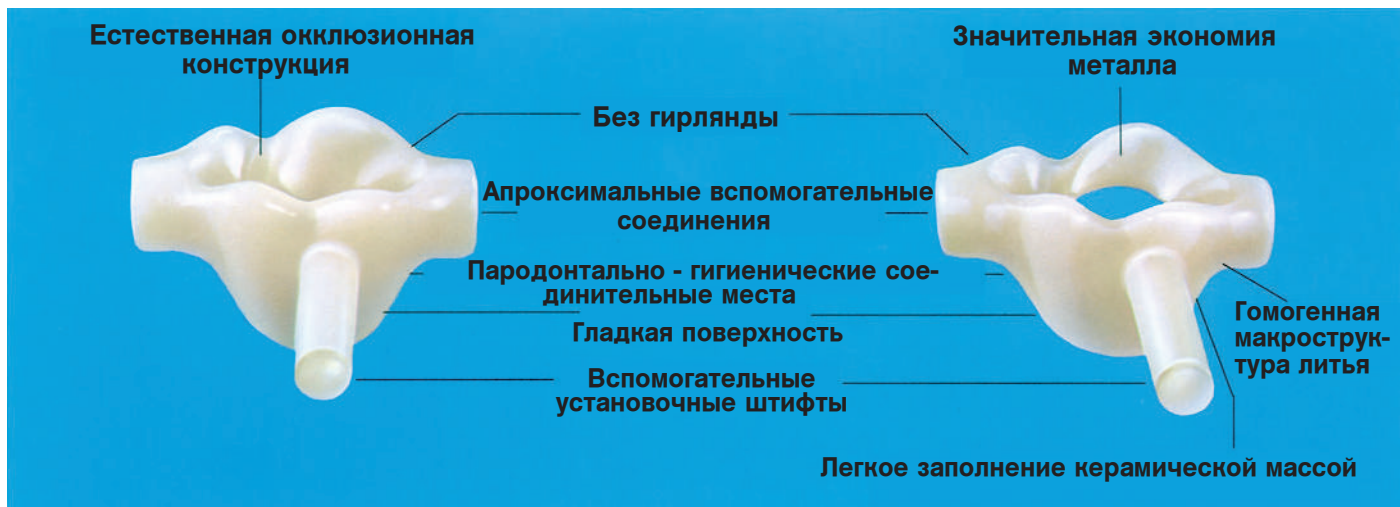 Естественная окклюзионная
конструкция
Значительная экономия
металла
Без гирлянды
Апроксимальные вспомогательные
соединения
Пародонтально - гигиенические сое-
динительные места
Гладкая поверхность
Вспомогательные
установочные штифты
Гомогенная
макрострук-
тура литья
Легкое заполнение керамической массой